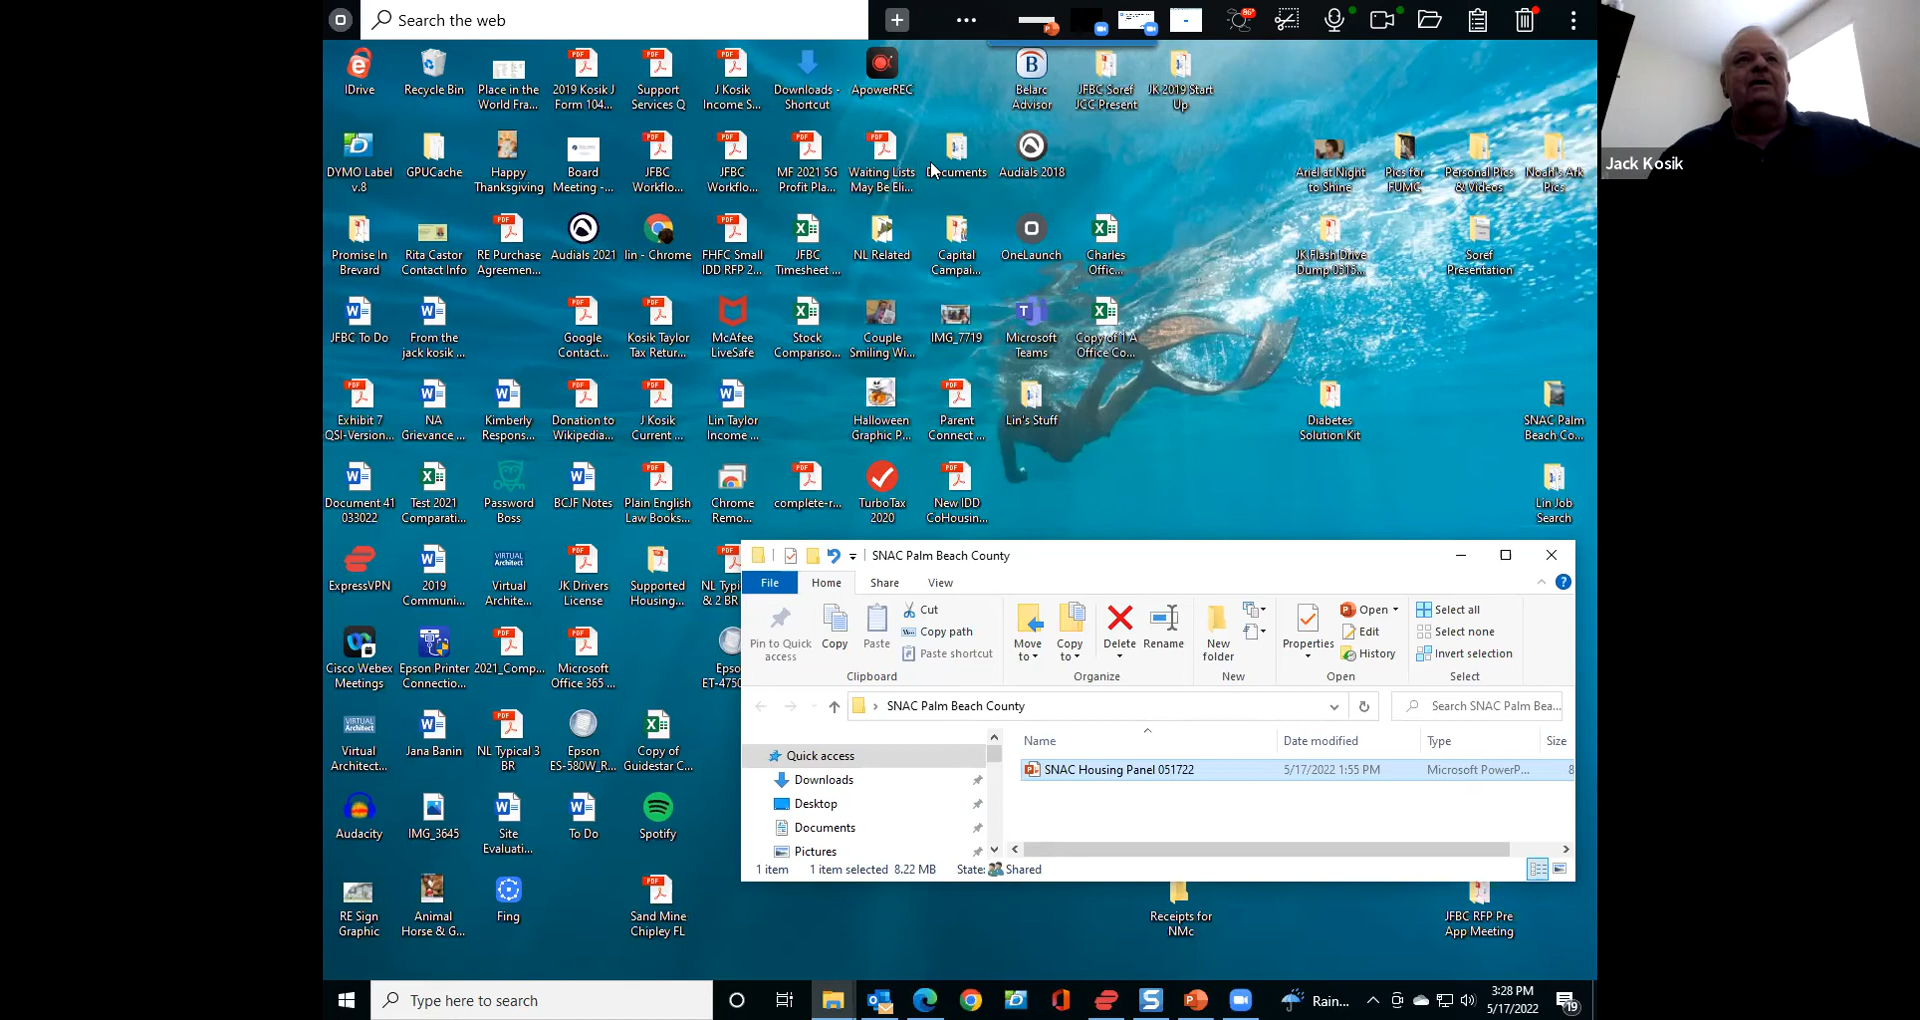 Search the web
86°
IDrive
Recycle Bin
Place in the
World Fra...
2019 Kosik J
Form 104...
Support
Services Q
J Kosik
Income S...
Downloads -
Shortcut
ApowerREC
Belarc
Advisor
JFBC Soref
JCC Present
JK 2019 Start
Up
Jack Kosik
DYMO Label
v.8
GPUCache
Happy
Thanksgiving
Board
Meeting -...
JFBC
Workflo...
JFBC
Workflo...
MF 2021 5G
Profit Pla...
Waiting Lists
May Be Eli...
Documents
Audials 2018
Ariel at Night
to Shine
Pics for
FUMC
Personal Pics
& Videos
Noah's Ark
Pics
Promise In
Brevard
Rita Castor
Contact Info
RE Purchase
Agreemen...
Audials 2021
lin - Chrome
FHFC Small
IDD RFP 2...
JFBC
Timesheet ...
NL Related
Capital
Campai...
OneLaunch
Charles
Offic...
JK Flash Drive
Dump 0515...
Soref
Presentation
JFBC To Do
From the
jack kosik ...
Google
Contact...
Kosik Taylor
Tax Retur...
McAfee
LiveSafe
Stock
Compariso...
Couple
Smiling Wi...
IMG_7719
Microsoft
Teams
Copy of 1 A
Office Co...
Exhibit 7
QSI-Version...
NA
Grievance ...
Kimberly
Respons...
Donation to
Wikipedia...
J Kosik
Current ...
Lin Taylor
Income ...
Halloween
Graphic P...
Parent
Connect ...
Lin's Stuff
Diabetes
Solution Kit
SNAC Palm
Beach Co...
Document 41
033022
Test 2021
Comparati...
Password
Boss
BCJF Notes
Plain English
Law Books...
Chrome
Remo...
complete-r...
TurboTax
2020
New IDD
CoHousin...
Lin Job
Search
ExpressVPN
2019
Communi...
Virtual
Archite...
JK Drivers
License
Supported
Housing...
NL Typi
& 2 BR
Cisco Webex
Meetings
Epson Printer
Connectio...
2021_Comp...
Microsoft
Office 365 ...
Epso
ET-4750
Virtual
Architect...
Jana Banin
NL Typical 3
BR
Epson
ES-580W_R...
Copy of
Guidestar C...
Audacity
IMG_3645
Site
Evaluati...
To Do
Spotify
RE Sign
Graphic
Animal
Horse & G...
Fing
Sand Mine
Chipley FL
Receipts for
NMc
JFBC RFP Pre
App Meeting
SNAC Palm Beach County
File Home Share View
Pin to Quick
access
Copy
Paste
Cut
Copy path
Paste shortcut
Clipboard
Move
to
Copy
to
Delete
Rename
Organize
New
folder
New
Properties
Open
Edit
History
Open
Select all
Select none
Invert selection
Select
SNAC Palm Beach County
Search SNAC Palm Bea...
Quick access
Downloads
Desktop
Documents
Pictures
Name Date modified Type Size
SNAC Housing Panel 051722 5/17/2022 1:55 PM Microsoft PowerP... 8
1 item 1 item selected 8.22 MB State: Shared
Type here to search
Rain...
3:28 PM
5/17/2022
19